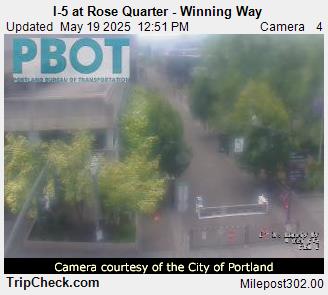 I-5 at Rose Quarter - Winning Way
Updated May 19 2025 12:51 PM Camera 4
PBOT
PORTLAND BUREAU OF TRANSPORTATION
Camera courtesy of the City of Portland
TripCheck.com Milepost302.00